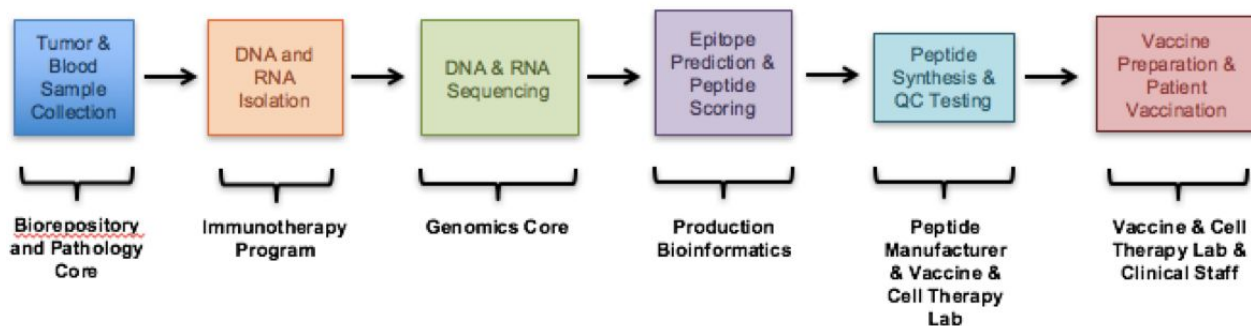 Tumor &
Blood
Sample
Collection
DNA and
RNA
Isolation
DNA & RNA
Sequencing
Epitope
Prediction &
Peptide
Scoring
Peptide
Synthesis &
QC Testing
Vaccine
Preparation &
Patient
Vaccination
Biorepository
and Pathology
Core
Immunotherapy
Program
Genomics Core
Production
Bioinformatics
Peptide
Manufacturer
& Vaccine &
Cell Therapy
Lab
Vaccine & Cell
Therapy Lab &
Clinical Staff